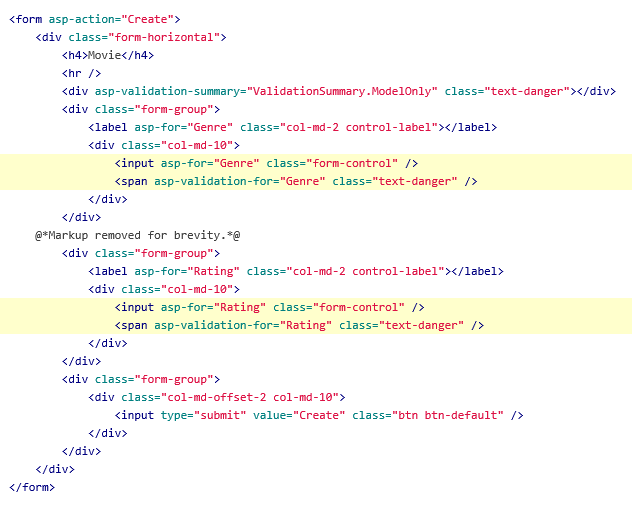 <form asp-action="Create">
    <div class="form-horizontal">
        <h4>Movie</h4>
        <hr />
        <div asp-validation-summary="ValidationSummary.ModelOnly" class="text-danger"></div>
        <div class="form-group">
            <label asp-for="Genre" class="col-md-2 control-label"></label>
            <div class="col-md-10">
                <input asp-for="Genre" class="form-control" />
                <span asp-validation-for="Genre" class="text-danger" />
            </div>
        </div>
    @*Markup removed for brevity.*@
        <div class="form-group">
            <label asp-for="Rating" class="col-md-2 control-label"></label>
            <div class="col-md-10">
                <input asp-for="Rating" class="form-control" />
                <span asp-validation-for="Rating" class="text-danger" />
            </div>
        </div>
        <div class="form-group">
            <div class="col-md-offset-2 col-md-10">
                <input type="submit" value="Create" class="btn btn-default" />
            </div>
        </div>
    </div>
</form>